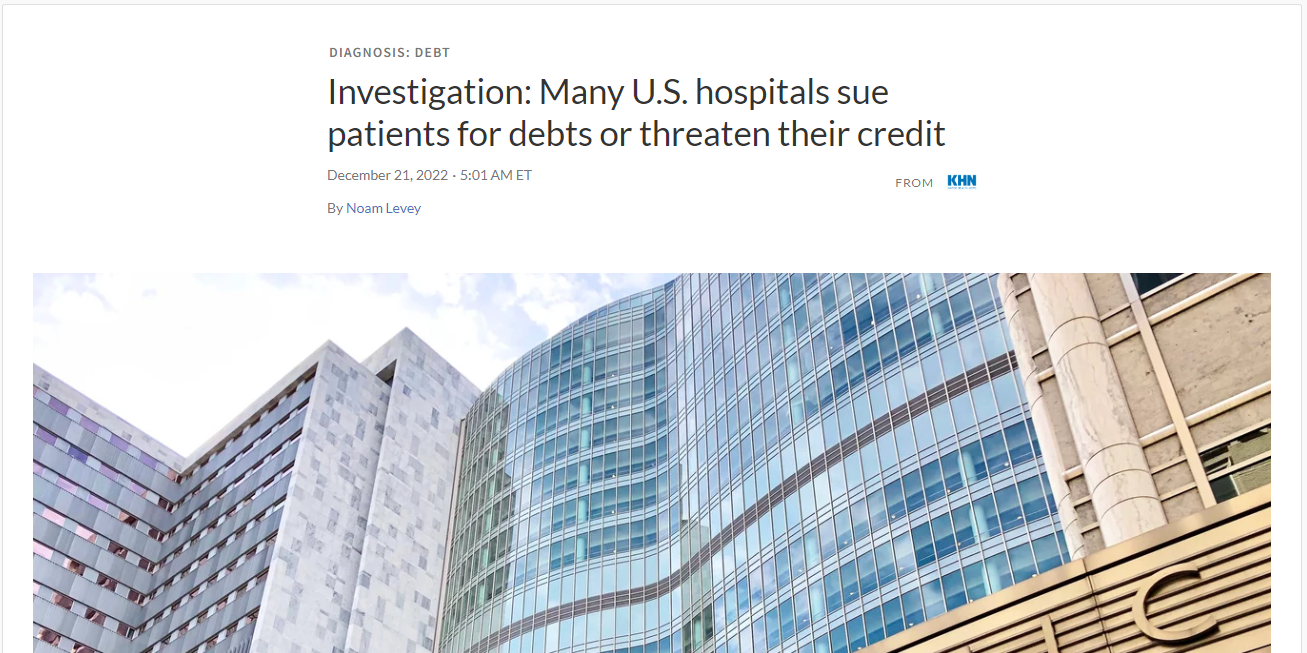 DIAGNOSIS: DEBT
Investigation: Many U.S. hospitals sue
patients for debts or threaten their credit
December 21, 2022 · 5:01 AM ET
FROM KHN
By Noam Levey
C